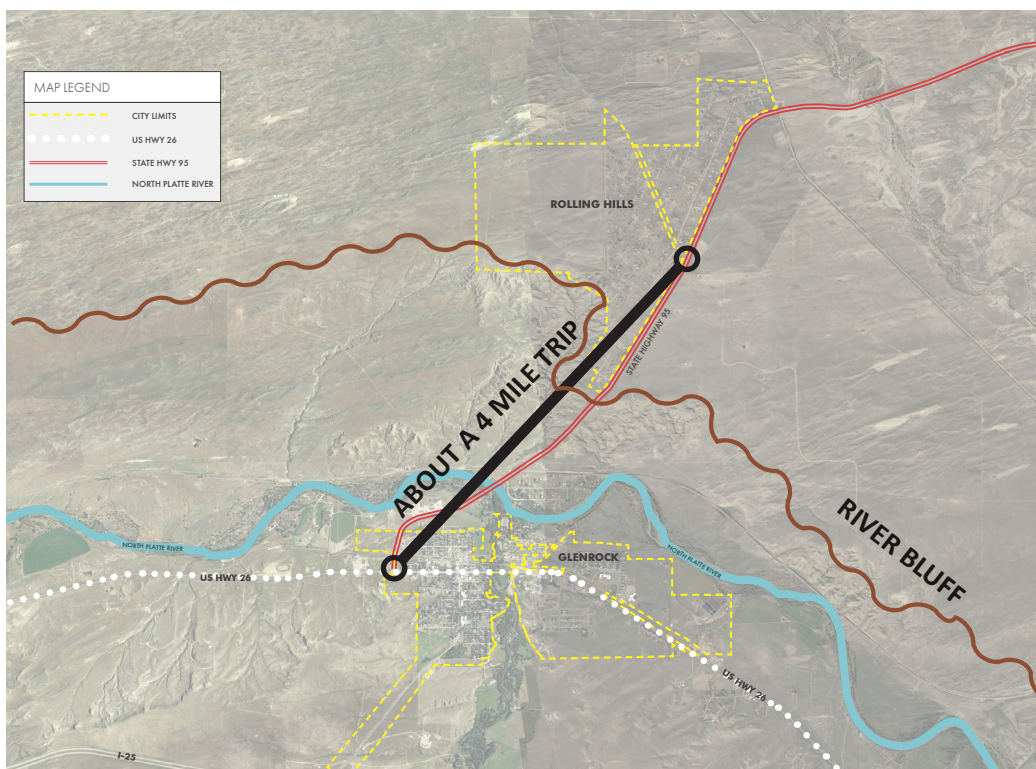 MAP LEGEND
CITY LIMITS
US HWY 26
STATE HWY 95
NORTH PLATTE RIVER
ROLLING HILLS
STATE HIGHWAY 95
ABOUT A 4 MILE TRIP
RIVER BLUFF
NORTH PLATTE RIVER
GLENROCK
NORTH PLATTE RIVER
US HWY 26
US HWY 26
I-25